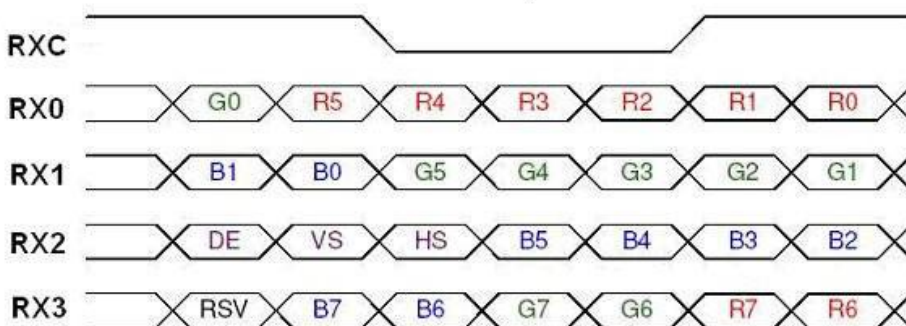 RXC
RX0 G0 R5 R4 R3 R2 R1 R0
RX1 B1 B0 G5 G4 G3 G2 G1
RX2 DE VS HS B5 B4 B3 B2
RX3 RSV B7 B6 G7 G6 R7 R6